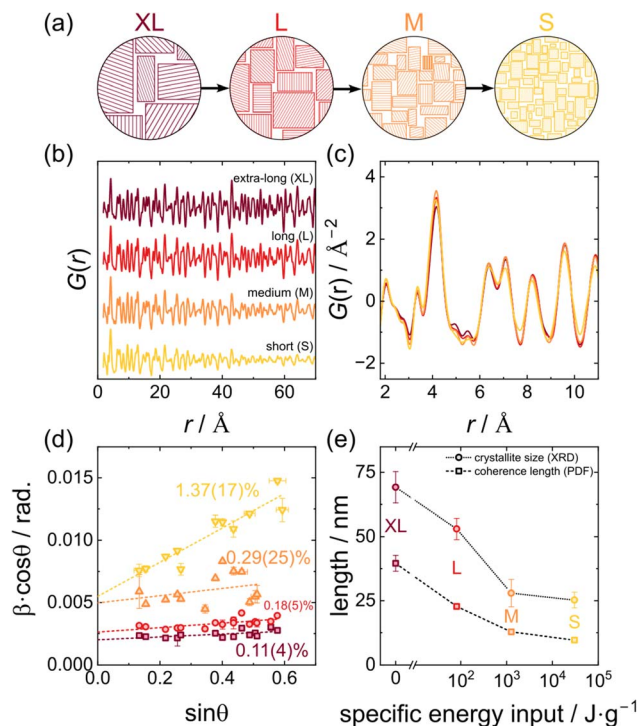 (a)
XL
L
M
S
(b)
(c)
extra-long (XL)
long (L)
medium (M)
short (S)
G(r)
0
20
40
60
r / Å
G(r) / Å⁻²
4
2
0
−2
2
4
6
8
10
r / Å
(d)
(e)
0.015
0.010
0.005
0.000
β·cosθ / rad.
1.37(17)%
0.29(25)%
0.18(5)%
0.11(4)%
0.0
0.2
0.4
0.6
sinθ
crystallite size (XRD)
coherence length (PDF)
75
50
25
0
length / nm
XL
L
M
S
0
10²
10³
10⁴
10⁵
specific energy input / J·g⁻¹